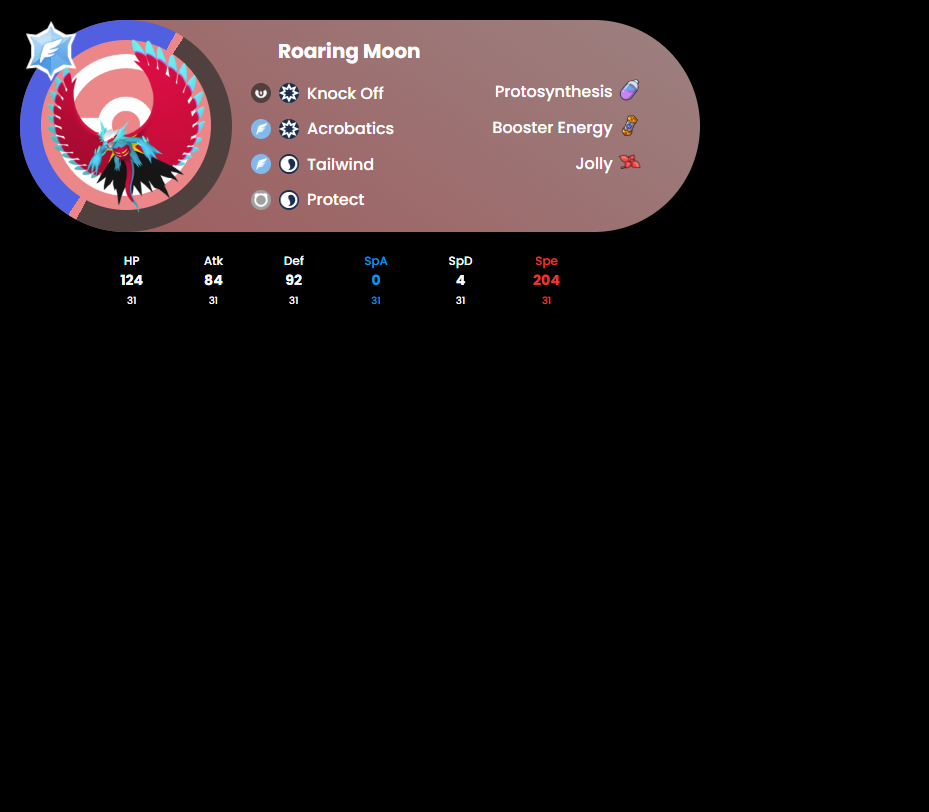 Roaring Moon
Knock Off
Acrobatics
Tailwind
Protect
Protosynthesis
Booster Energy
Jolly
HP Atk Def SpA SpD Spe
124 84 92 0 4 204
31 31 31 31 31 31